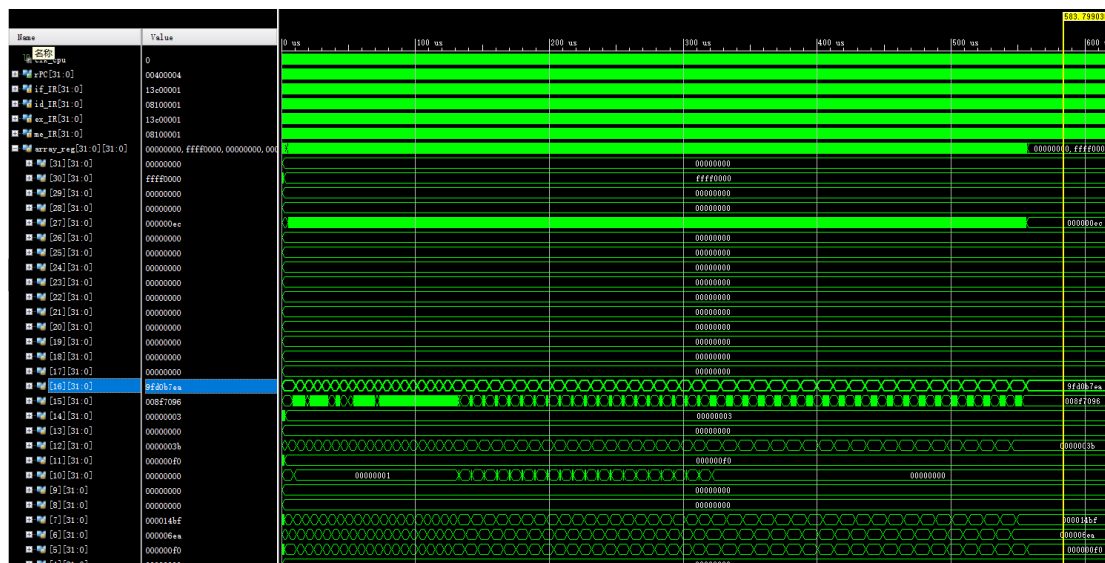 583.79903
Name Value
名称
0 us 100 us 200 us 300 us 400 us 500 us 600
clk_cpu 0
rPC[31:0] 00400004
if_IR[31:0] 13c00001
id_IR[31:0] 08100001
ex_IR[31:0] 13c00001
me_IR[31:0] 08100001
array_reg[31:0][31:0] 00000000, ffff0000, 00000000, 000 00000000, ffff000
[31][31:0] 00000000 00000000
[30][31:0] ffff0000 ffff0000
[29][31:0] 00000000 00000000
[28][31:0] 00000000 00000000
[27][31:0] 000000ec 000000ec
[26][31:0] 00000000 00000000
[25][31:0] 00000000 00000000
[24][31:0] 00000000 00000000
[23][31:0] 00000000 00000000
[22][31:0] 00000000 00000000
[21][31:0] 00000000 00000000
[20][31:0] 00000000 00000000
[19][31:0] 00000000 00000000
[18][31:0] 00000000 00000000
[17][31:0] 00000000 00000000
[16][31:0] 9fd0b7ea 9fd0b7ea
[15][31:0] 008f7096 008f7096
[14][31:0] 00000003 00000003
[13][31:0] 00000000 00000000
[12][31:0] 0000003b 0000003b
[11][31:0] 000000f0 000000f0
[10][31:0] 00000000 00000001 00000000
[9][31:0] 00000000 00000000
[8][31:0] 00000000 00000000
[7][31:0] 000014bf 000014bf
[6][31:0] 000006ea 000006ea
[5][31:0] 000000f0 000000f0